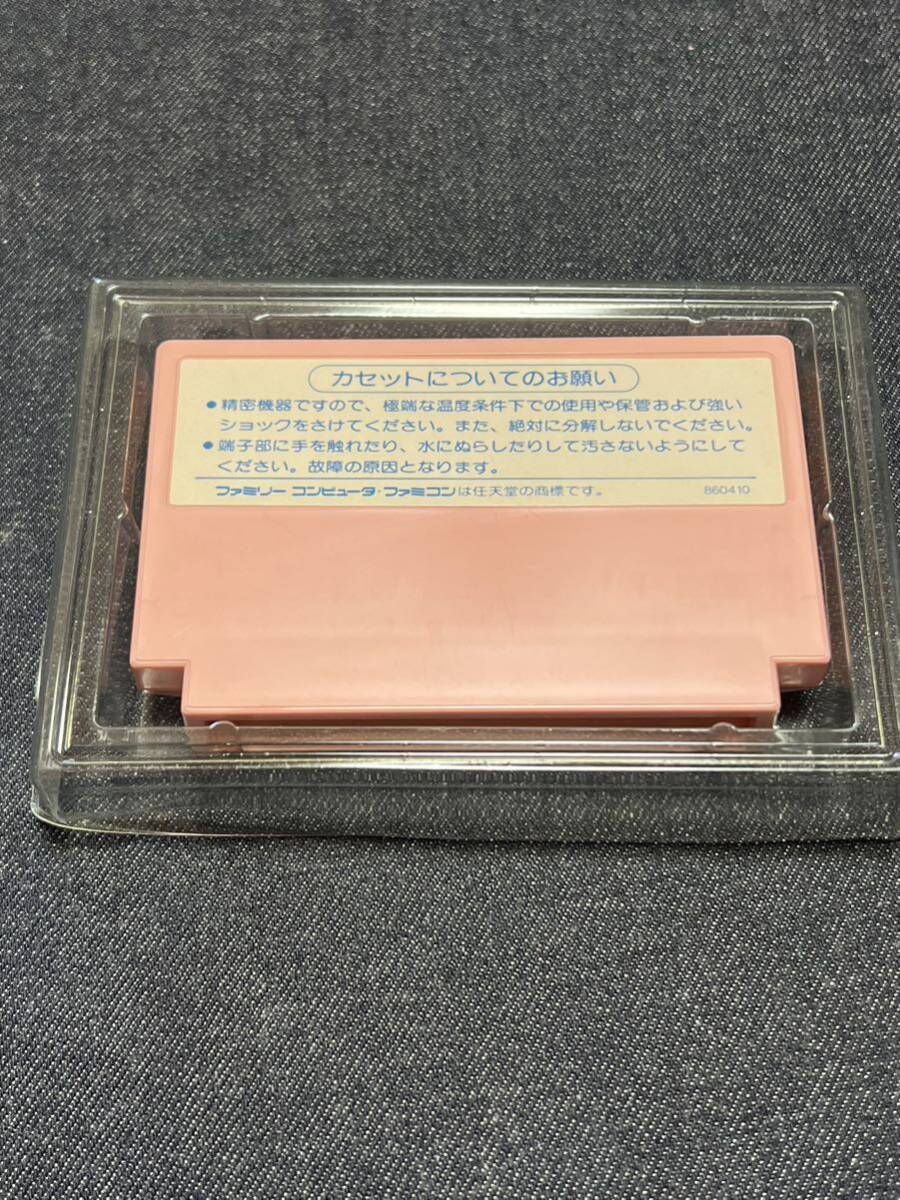 カセットについてのお願い
●精密機器ですので、極端な温度条件下での使用や保管および強い
ショックをさけてください。また、絶対に分解しないでください。
●端子部に手を触れたり、水にぬらしたりして汚さないようにして
ください。故障の原因となります。
ファミリー コンピュータ・ファミコンは任天堂の商標です。 860410